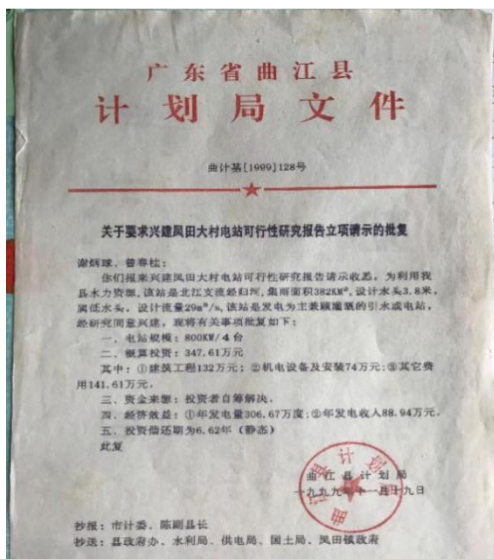 广东省曲江县
计划局文件
曲计基[1999]128号
关于要求兴建凤田大村电站可行性研究报告立项请示的批复
谢炳球、曾春柱:
你们报来兴建凤田大村电站可行性研究报告请示收悉。为利用我
县水力资源,该站是北江支流经归河,集雨面积382KM²,设计水头3.8米,
属低水头。设计流量29m³/s,该站是发电为主兼顾灌溉的引水式电站,
经研究同意兴建。现将有关事项批复如下:
一、电站规模:800KW/4台
二、概算投资:347.61万元
其中:①建筑工程132万元;②机电设备及安装74万元;③其它费
用141.61万元。
三、资金来源:投资者自筹解决。
四、经济效益:①年发电量306.67万度;②年发电收入88.94万元。
五、投资偿还期为6.62年(静态)
此复
曲江县计划局
一九九九年十一月十九日
抄报:市计委、陈副县长
抄送:县政府办、水利局、供电局、国土局、凤田镇政府